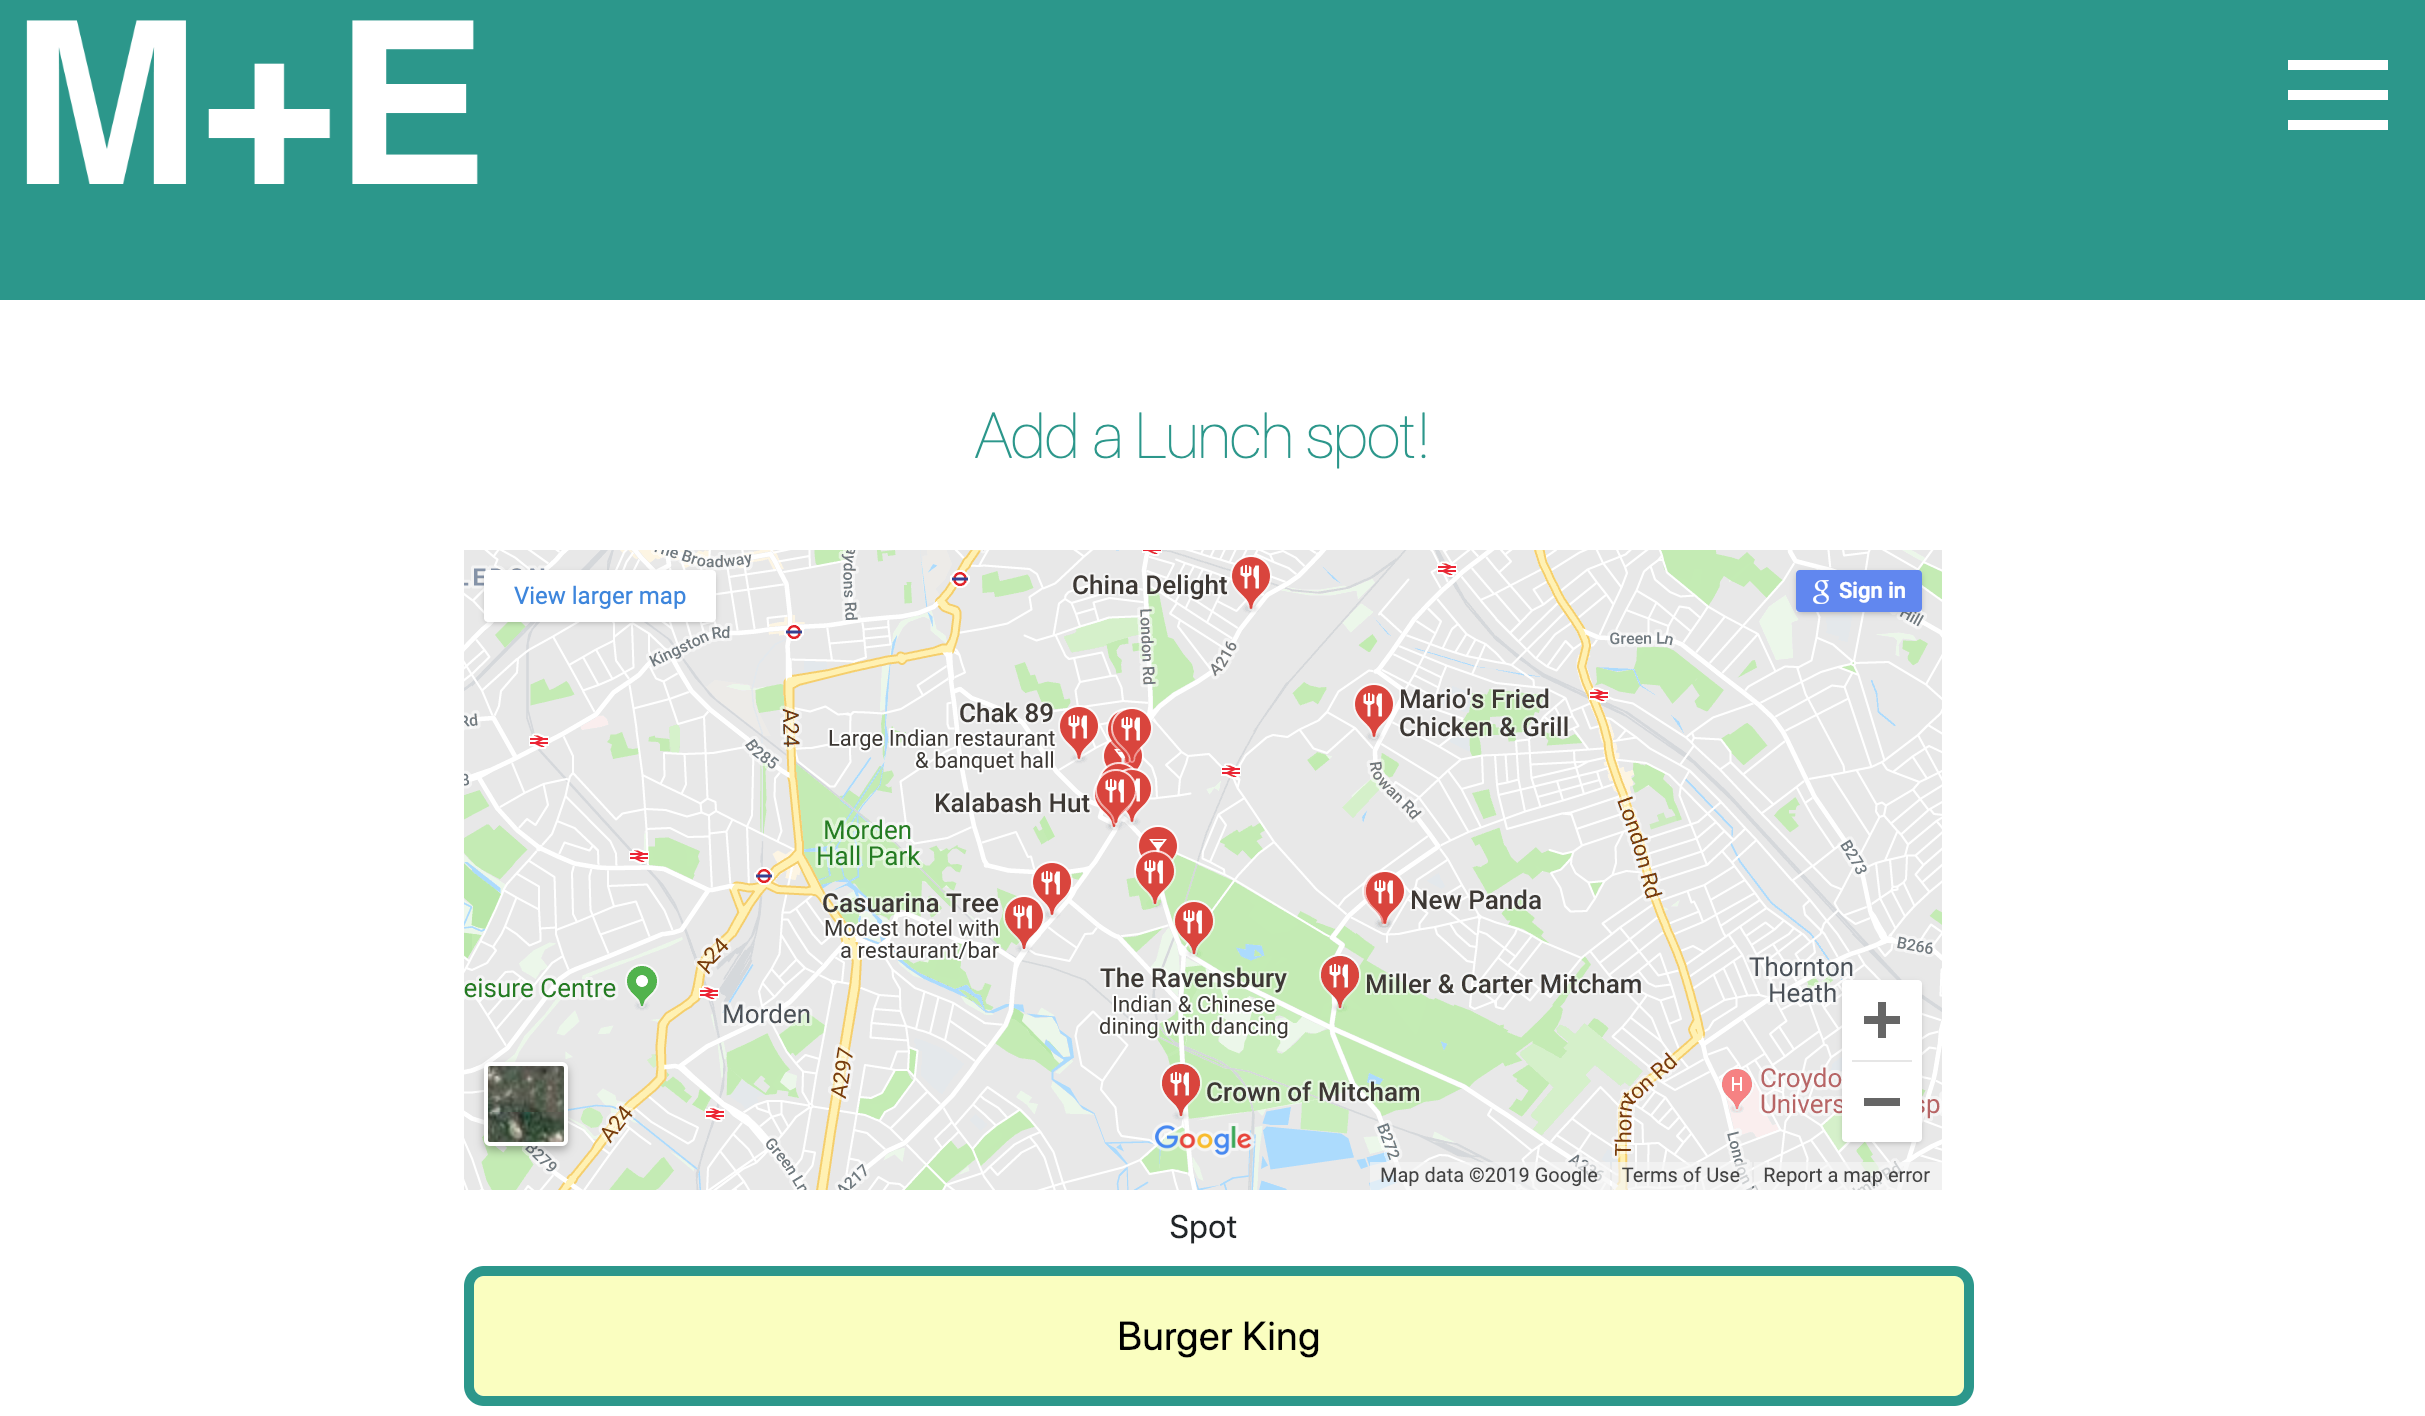 M+E
Add a Lunch spot!
The Broadway
View larger map
China Delight
Sign in
Hill
Kingston Rd
London Rd
A216
Green Ln
Chak 89
Large Indian restaurant
& banquet hall
Mario's Fried
Chicken & Grill
Rd
A24
B285
Kalabash Hut
Rowan Rd
London Rd
Morden
Hall Park
B273
Casuarina Tree
Modest hotel with
a restaurant/bar
New Panda
B266
A24
The Ravensbury
Indian & Chinese
dining with dancing
Miller & Carter Mitcham
Thornton
Heath
eisure Centre
Morden
A297
Crown of Mitcham
Thornton Rd
H
Croydo
Univers
sp
A24
B279
Green Ln
A217
Google
B272
Map data ©2019 Google
Terms of Use
Report a map error
Spot
Burger King